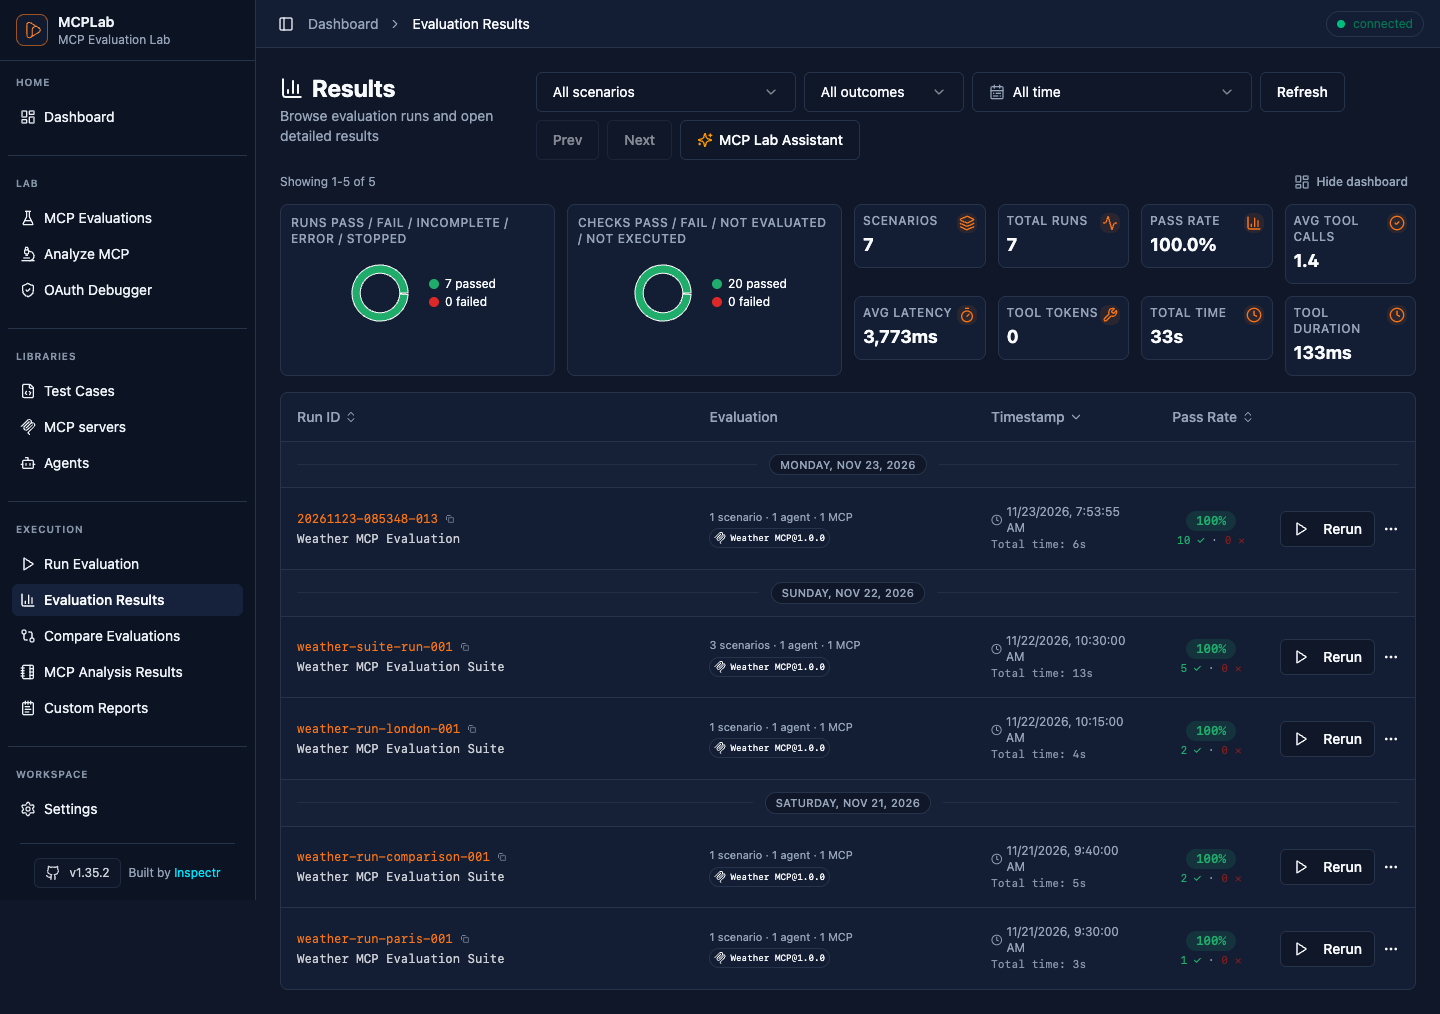 MCPLab
MCP Evaluation Lab
HOME
Dashboard
LAB
MCP Evaluations
Analyze MCP
OAuth Debugger
LIBRARIES
Test Cases
MCP servers
Agents
EXECUTION
Run Evaluation
Evaluation Results
Compare Evaluations
MCP Analysis Results
Custom Reports
WORKSPACE
Settings
v1.35.2
Built by Inspectr
Dashboard > Evaluation Results
connected
Results
Browse evaluation runs and open
detailed results
All scenarios
All outcomes
All time
Refresh
Prev
Next
MCP Lab Assistant
Showing 1-5 of 5
Hide dashboard
RUNS PASS / FAIL / INCOMPLETE /
ERROR / STOPPED
7 passed
0 failed
CHECKS PASS / FAIL / NOT EVALUATED
/ NOT EXECUTED
20 passed
0 failed
SCENARIOS
7
TOTAL RUNS
7
PASS RATE
100.0%
AVG TOOL
CALLS
1.4
AVG LATENCY
3,773ms
TOOL TOKENS
0
TOTAL TIME
33s
TOOL
DURATION
133ms
Run ID
Evaluation
Timestamp
Pass Rate
MONDAY, NOV 23, 2026
20261123-085348-013
Weather MCP Evaluation
1 scenario · 1 agent · 1 MCP
Weather MCP@1.0.0
11/23/2026, 7:53:55
AM
Total time: 6s
100%
10 ✓ · 0 ×
Rerun
SUNDAY, NOV 22, 2026
weather-suite-run-001
Weather MCP Evaluation Suite
3 scenarios · 1 agent · 1 MCP
Weather MCP@1.0.0
11/22/2026, 10:30:00
AM
Total time: 13s
100%
5 ✓ · 0 ×
Rerun
weather-run-london-001
Weather MCP Evaluation Suite
1 scenario · 1 agent · 1 MCP
Weather MCP@1.0.0
11/22/2026, 10:15:00
AM
Total time: 4s
100%
2 ✓ · 0 ×
Rerun
SATURDAY, NOV 21, 2026
weather-run-comparison-001
Weather MCP Evaluation Suite
1 scenario · 1 agent · 1 MCP
Weather MCP@1.0.0
11/21/2026, 9:40:00
AM
Total time: 5s
100%
2 ✓ · 0 ×
Rerun
weather-run-paris-001
Weather MCP Evaluation Suite
1 scenario · 1 agent · 1 MCP
Weather MCP@1.0.0
11/21/2026, 9:30:00
AM
Total time: 3s
100%
1 ✓ · 0 ×
Rerun